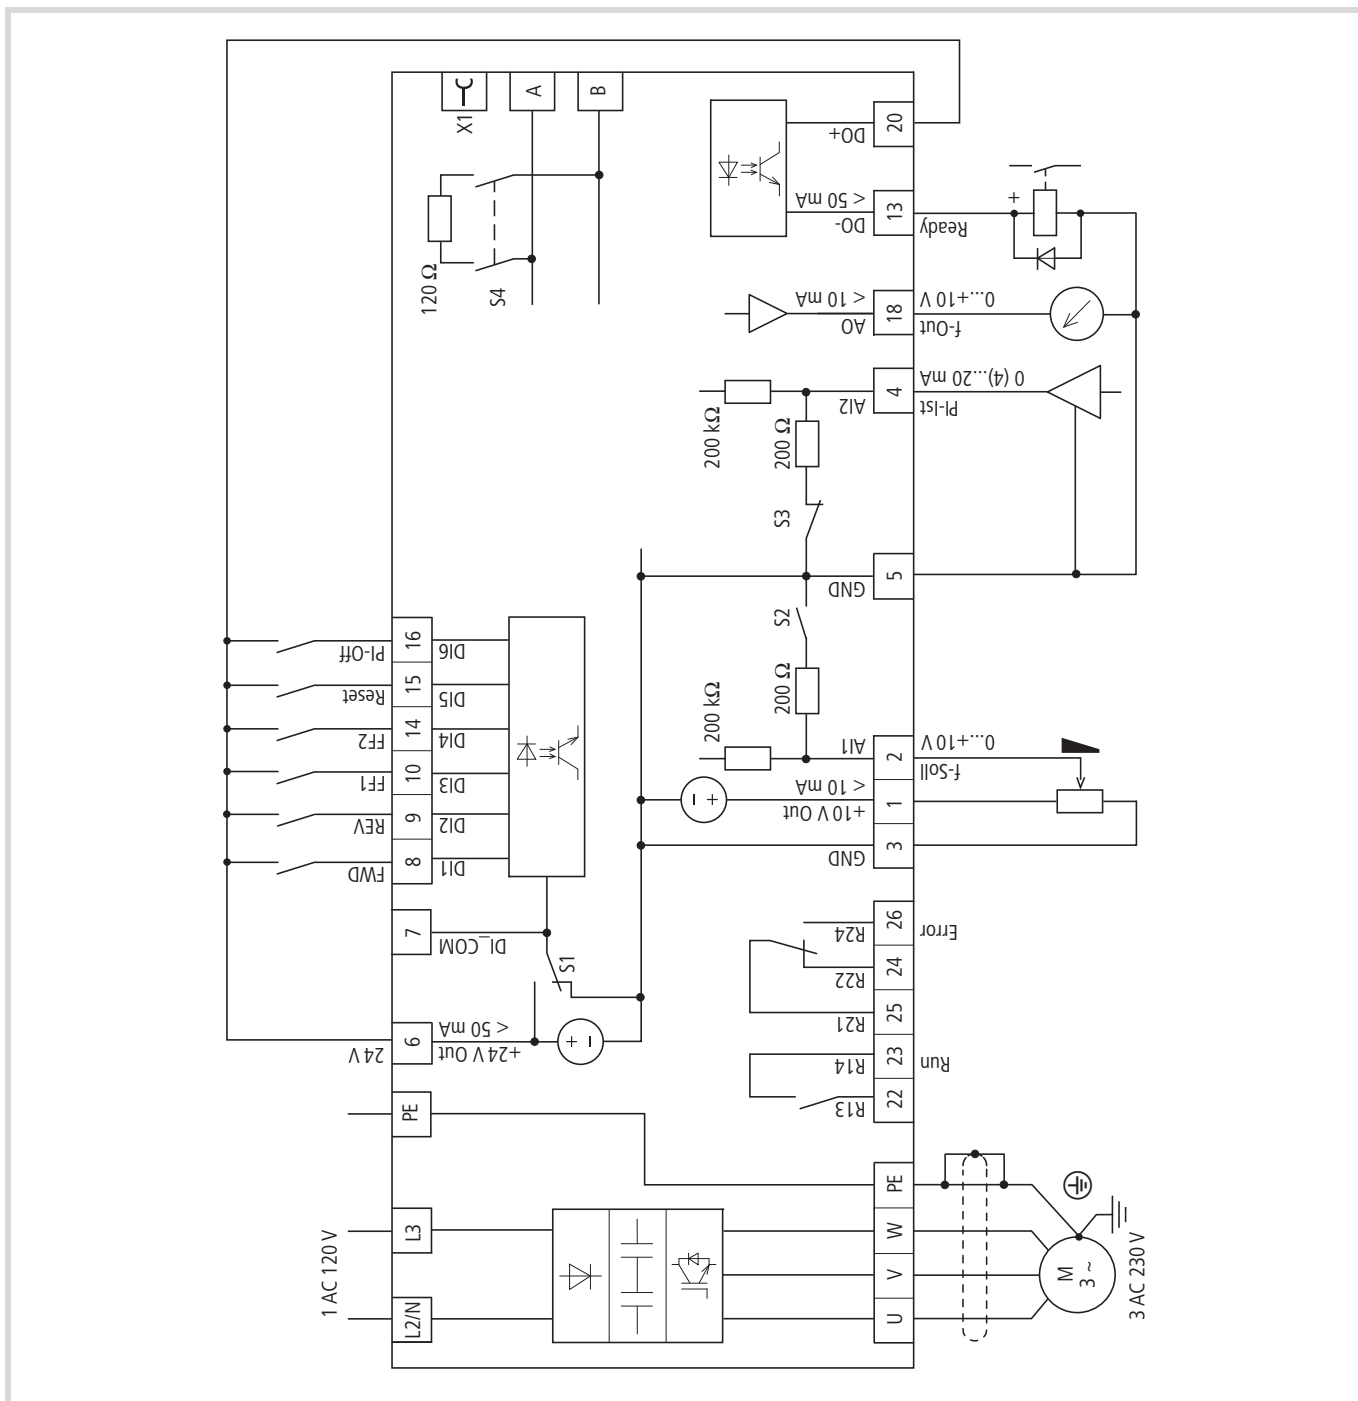 X1
A
B
120 Ω
S4
DO+
20
DO-
< 50 mA
13
Ready
+
AO
< 10 mA
18
f-Out
0...+10 V
AI2
4
PI-Ist
0 (4)...20 mA
200 kΩ
200 Ω
S3
GND
5
S2
200 kΩ
200 Ω
AI1
2
f-Soll
0...+10 V
+10 V Out
< 10 mA
1
GND
3
- +
PI-Off
16
DI6
Reset
15
DI5
FF2
14
DI4
FF1
10
DI3
REV
9
DI2
FWD
8
DI1
7
DI_COM
S1
24 V
6
+24 V Out
< 50 mA
+ -
R24
26
Error
R22
24
R21
25
R14
23
Run
R13
22
PE
PE
L3
L2/N
1 AC 120 V
W
V
U
M
3 ~
3 AC 230 V